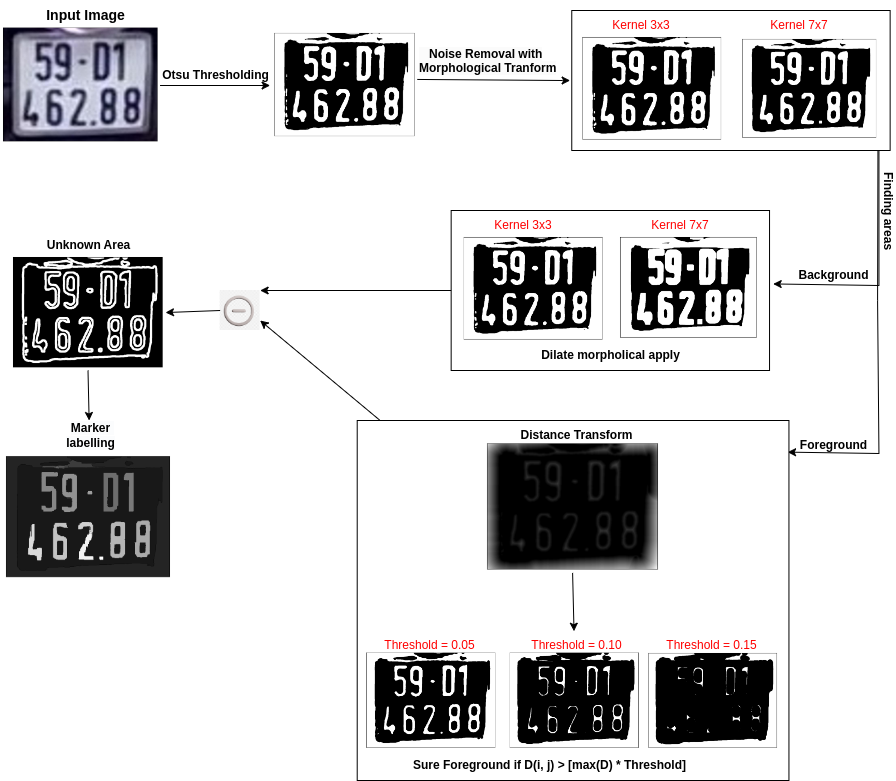 Input Image
59-D1
462.88
Otsu Thresholding
59-D1
462.88
Noise Removal with
Morphological Tranform
Kernel 3x3
59-D1
462.88
Kernel 7x7
59-D1
462.88
Finding areas
Background
Kernel 3x3
59-D1
462.88
Kernel 7x7
59-D1
462.88
Dilate morpholical apply
Unknown Area
59-D1
462.88
Marker
labelling
59-D1
462.88
Foreground
Distance Transform
59-D1
462.88
Threshold = 0.05
59-D1
462.88
Threshold = 0.10
59-D1
462 88
Threshold = 0.15
Sure Foreground if D(i, j) > [max(D) * Threshold]